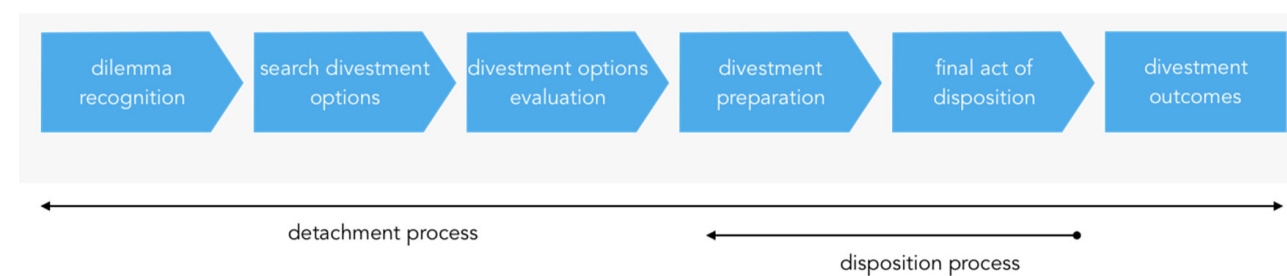 dilemma
recognition
search divestment
options
divestment options
evaluation
divestment
preparation
final act of
disposition
divestment
outcomes
detachment process
disposition process